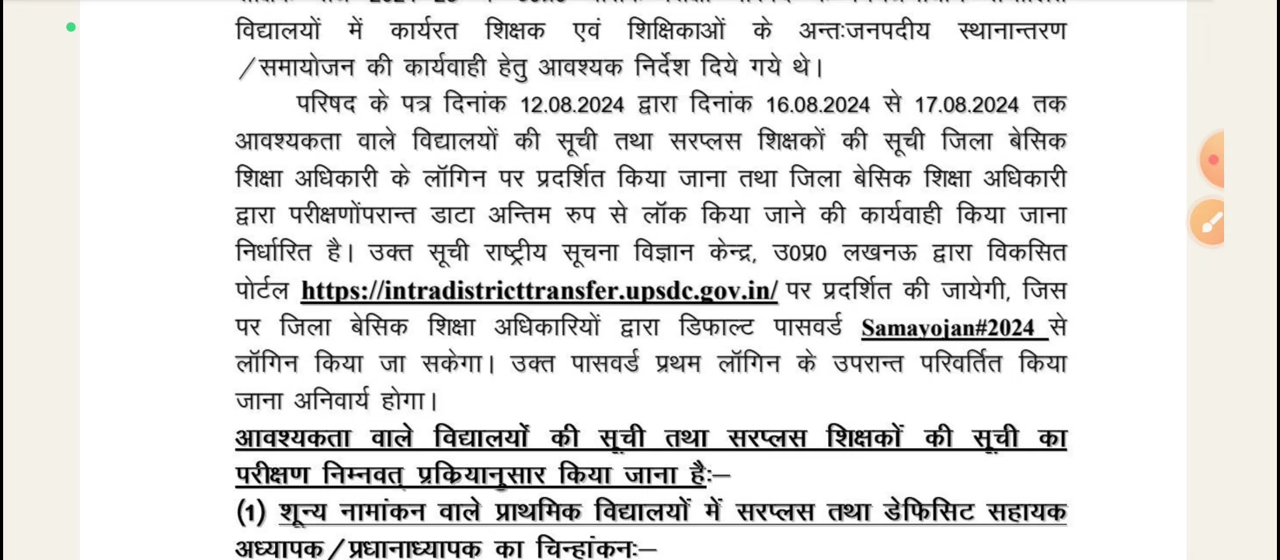 विद्यालयों में कार्यरत शिक्षक एवं शिक्षिकाओं के अन्तःजनपदीय स्थानान्तरण
/समायोजन की कार्यवाही हेतु आवश्यक निर्देश दिये गये थे।
परिषद के पत्र दिनांक 12.08.2024 द्वारा दिनांक 16.08.2024 से 17.08.2024 तक
आवश्यकता वाले विद्यालयों की सूची तथा सरप्लस शिक्षकों की सूची जिला बेसिक
शिक्षा अधिकारी के लॉगिन पर प्रदर्शित किया जाना तथा जिला बेसिक शिक्षा अधिकारी
द्वारा परीक्षणोंपरान्त डाटा अन्तिम रुप से लॉक किया जाने की कार्यवाही किया जाना
निर्धारित है। उक्त सूची राष्ट्रीय सूचना विज्ञान केन्द्र, उ0प्र0 लखनऊ द्वारा विकसित
पोर्टल https://intradistricttransfer.upsdc.gov.in/ पर प्रदर्शित की जायेगी, जिस
पर जिला बेसिक शिक्षा अधिकारियों द्वारा डिफाल्ट पासवर्ड Samayojan#2024 से
लॉगिन किया जा सकेगा। उक्त पासवर्ड प्रथम लॉगिन के उपरान्त परिवर्तित किया
जाना अनिवार्य होगा।
आवश्यकता वाले विद्यालयों की सूची तथा सरप्लस शिक्षकों की सूची का
परीक्षण निम्नवत् प्रकियानुसार किया जाना हैः–
(1) शून्य नामांकन वाले प्राथमिक विद्यालयों में सरप्लस तथा डेफिसिट सहायक
अध्यापक/प्रधानाध्यापक का चिन्हांकनः–